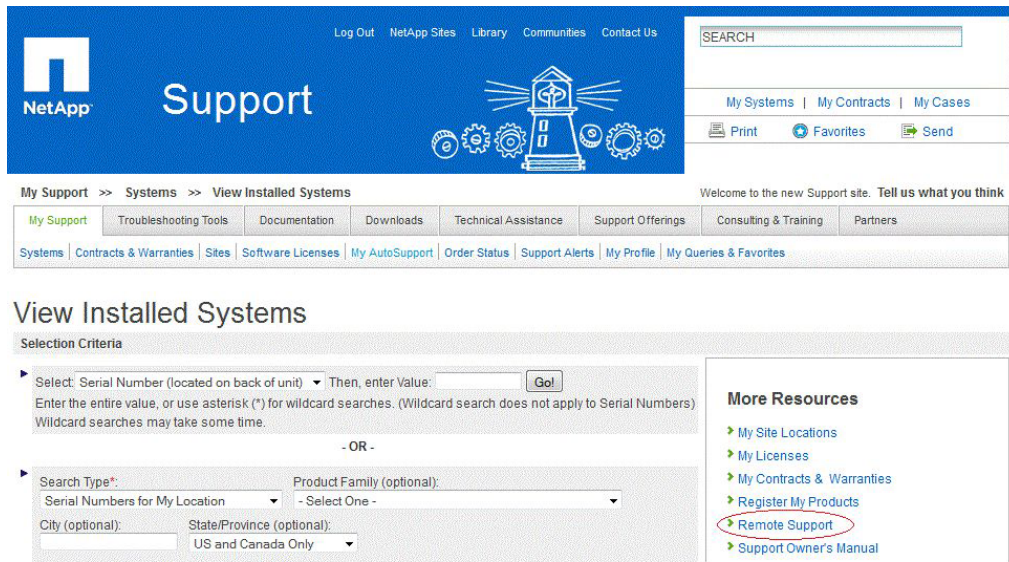 Log Out NetApp Sites Library Communities Contact Us
SEARCH
NetApp
Support
My Systems | My Contracts | My Cases
Print Favorites Send
My Support >> Systems >> View Installed Systems
Welcome to the new Support site. Tell us what you think
My Support Troubleshooting Tools Documentation Downloads Technical Assistance Support Offerings Consulting & Training Partners
Systems | Contracts & Warranties | Sites | Software Licenses | My AutoSupport | Order Status | Support Alerts | My Profile | My Queries & Favorites
View Installed Systems
Selection Criteria
Select: Serial Number (located on back of unit) Then, enter Value: Go!
Enter the entire value, or use asterisk (*) for wildcard searches. (Wildcard search does not apply to Serial Numbers)
Wildcard searches may take some time.
- OR -
Search Type*: Product Family (optional):
Serial Numbers for My Location - Select One -
City (optional): State/Province (optional):
US and Canada Only
More Resources
My Site Locations
My Licenses
My Contracts & Warranties
Register My Products
Remote Support
Support Owner's Manual